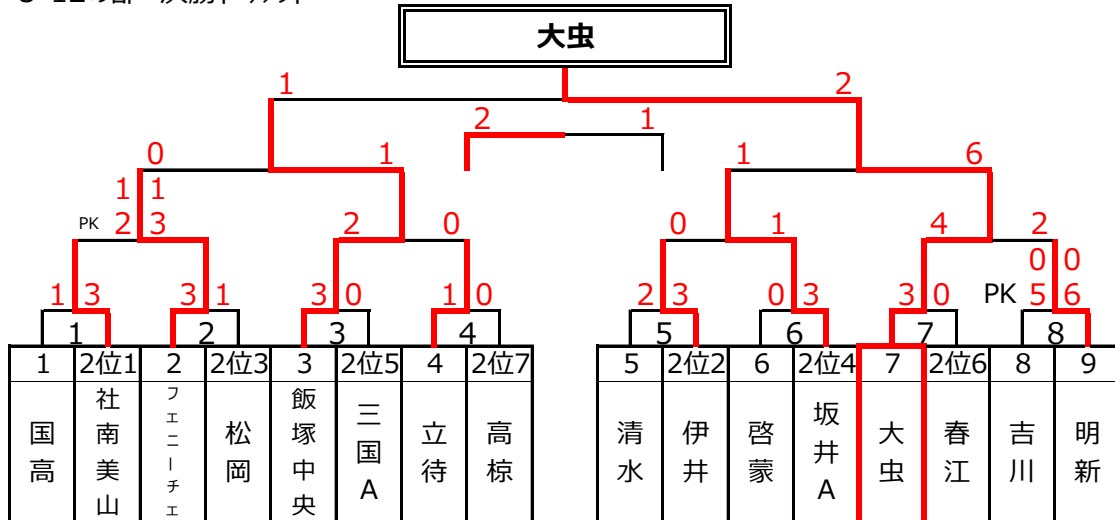 大虫
1 2
2 1
0 1 1 6
1 1
PK 2 3 2 0 0 1 4 2
0 0
1 3 3 1 3 0 1 0 2 3 0 3 3 0 PK 5 6
1 2 3 4 5 6 7 8
1 2位1 2 2位3 3 2位5 4 2位7 5 2位2 6 2位4 7 2位6 8 9
国高 社南美山 フェニーチェ 松岡 飯塚中央 三国A 立待 高椋 清水 伊井 啓蒙 坂井A 大虫 春江 吉川 明新